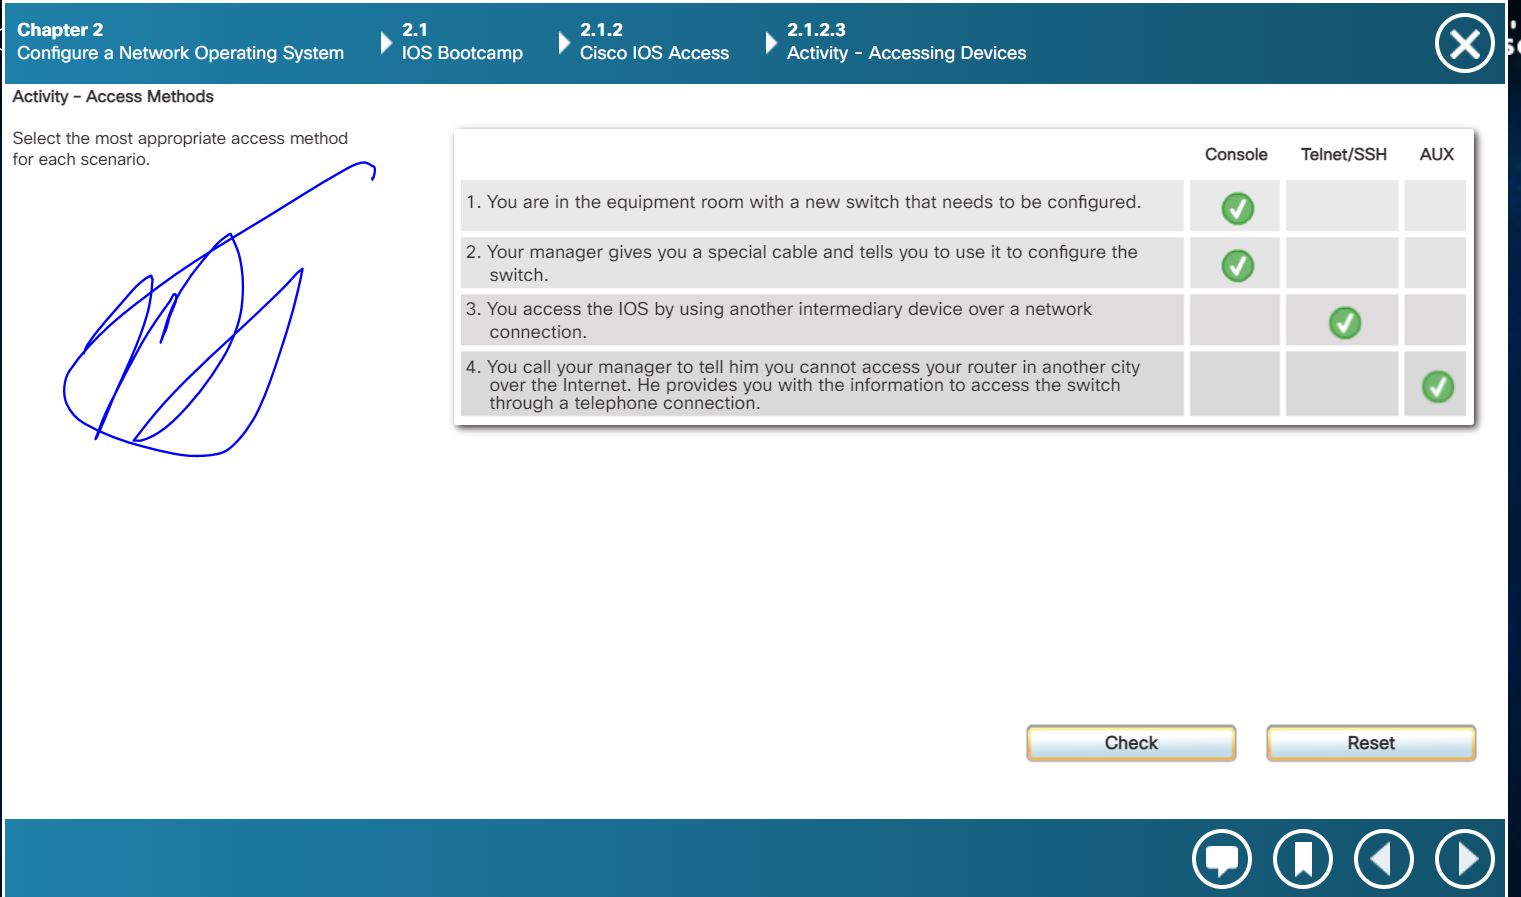 Chapter 2
Configure a Network Operating System
2.1
IOS Bootcamp
2.1.2
Cisco IOS Access
2.1.2.3
Activity - Accessing Devices
Activity - Access Methods
Select the most appropriate access method
for each scenario.
Console Telnet/SSH AUX
1. You are in the equipment room with a new switch that needs to be configured.
2. Your manager gives you a special cable and tells you to use it to configure the
switch.
3. You access the IOS by using another intermediary device over a network
connection.
4. You call your manager to tell him you cannot access your router in another city
over the Internet. He provides you with the information to access the switch
through a telephone connection.
Check
Reset